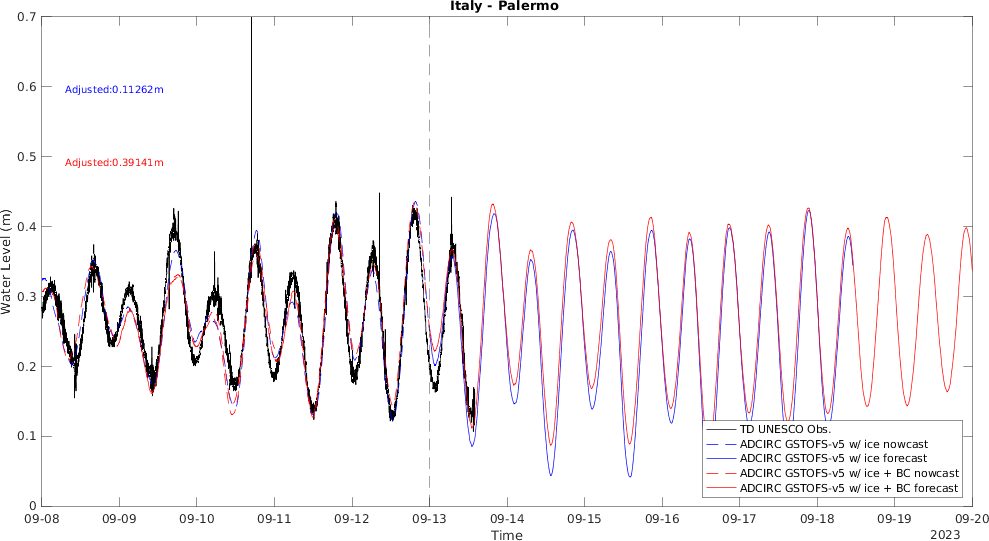 Italy - Palermo
Water Level (m)
0.7
0.6
0.5
0.4
0.3
0.2
0.1
0
Adjusted:0.11262m
Adjusted:0.39141m
TD UNESCO Obs.
ADCIRC GSTOFS-v5 w/ ice nowcast
ADCIRC GSTOFS-v5 w/ ice forecast
ADCIRC GSTOFS-v5 w/ ice + BC nowcast
ADCIRC GSTOFS-v5 w/ ice + BC forecast
09-08 09-09 09-10 09-11 09-12 09-13 09-14 09-15 09-16 09-17 09-18 09-19 09-20
Time
2023